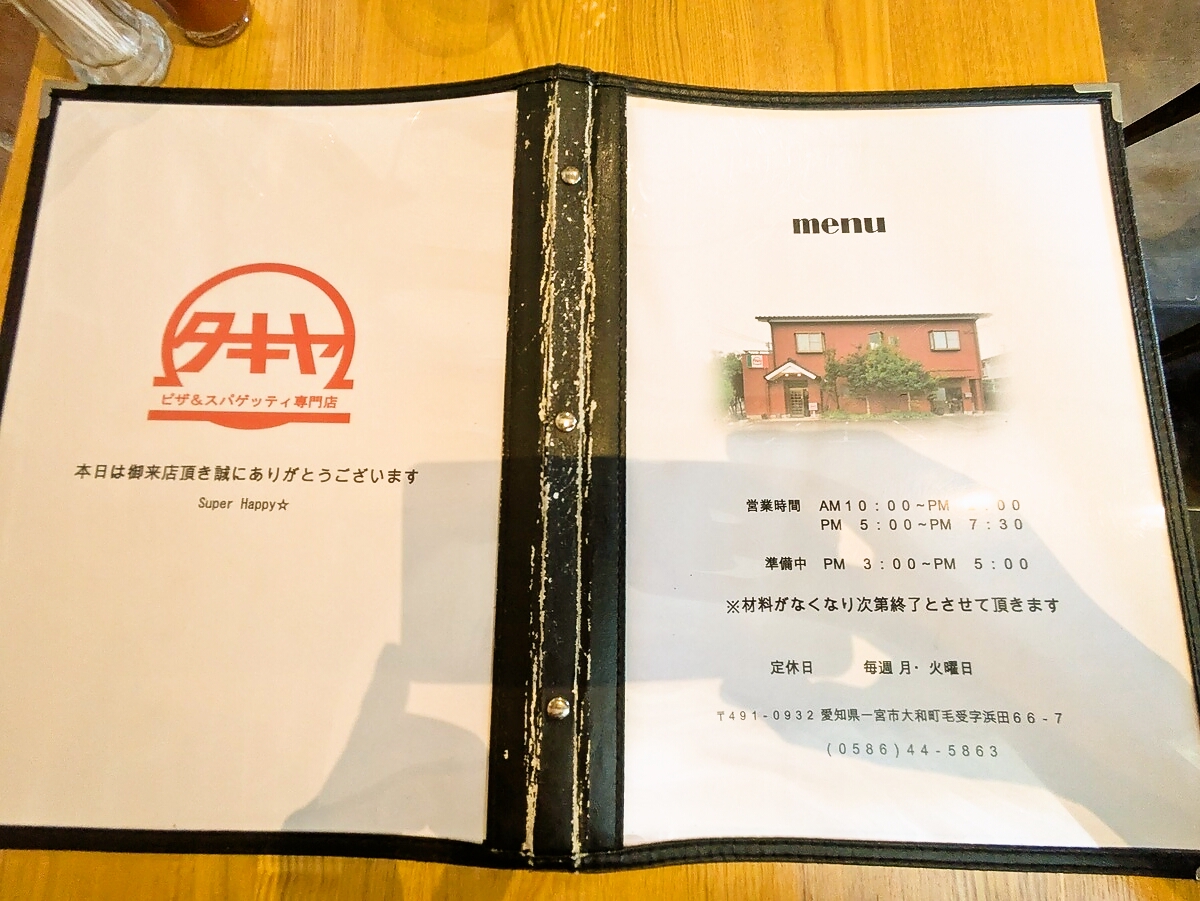 タキヤ
ピザ&スパゲッティ専門店
本日は御来店頂き誠にありがとうございます
Super Happy☆
menu
営業時間 AM10:00~PM :00
PM 5:00~PM 7:30
準備中 PM 3:00~PM 5:00
※材料がなくなり次第終了とさせて頂きます
定休日 毎週 月・火曜日
〒491-0932 愛知県一宮市大和町毛受字浜田66-7
(0586)44-5863